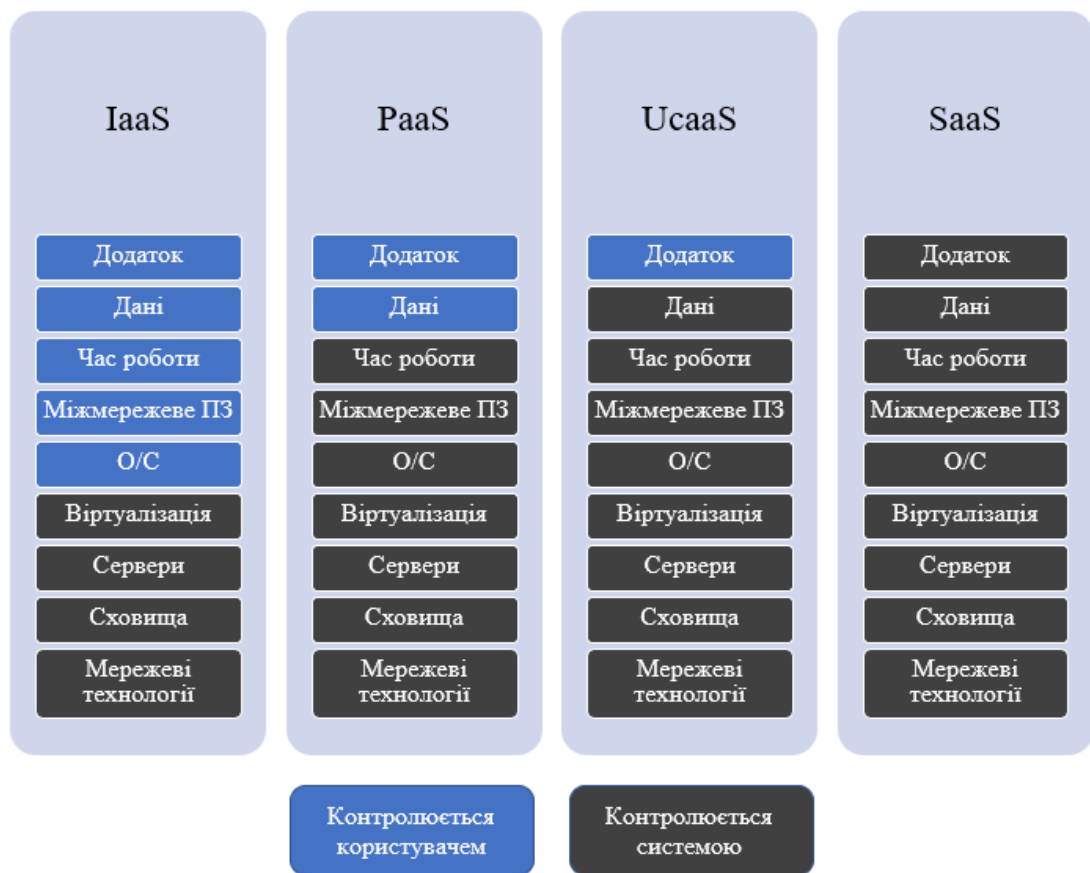 IaaS
Додаток
Дані
Час роботи
Міжмережеве ПЗ
О/С
Віртуалізація
Сервери
Сховища
Мережеві
технології
PaaS
Додаток
Дані
Час роботи
Міжмережеве ПЗ
О/С
Віртуалізація
Сервери
Сховища
Мережеві
технології
UcaaS
Додаток
Дані
Час роботи
Міжмережеве ПЗ
О/С
Віртуалізація
Сервери
Сховища
Мережеві
технології
SaaS
Додаток
Дані
Час роботи
Міжмережеве ПЗ
О/С
Віртуалізація
Сервери
Сховища
Мережеві
технології
Контролюється
користувачем
Контролюється
системою